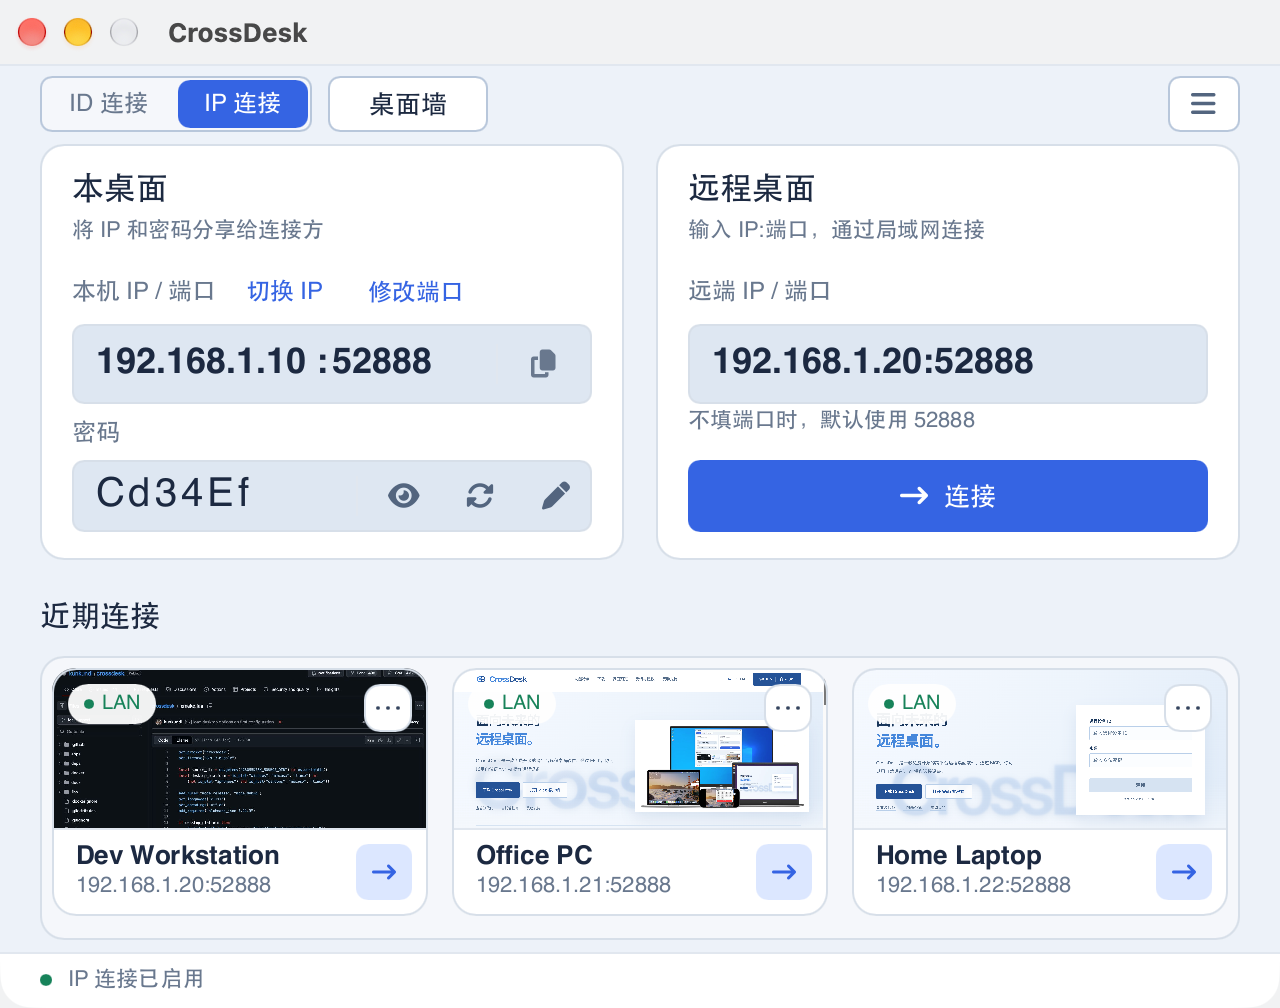 CrossDesk
ID 连接
IP 连接
桌面墙
本桌面
将 IP 和密码分享给连接方
本机 IP / 端口
切换 IP
修改端口
192.168.1.10 :52888
密码
Cd34Ef
远程桌面
输入 IP:端口，通过局域网连接
远端 IP / 端口
192.168.1.20:52888
不填端口时，默认使用 52888
连接
近期连接
LAN
Dev Workstation
192.168.1.20:52888
LAN
CrossDesk
远程桌面。
Office PC
192.168.1.21:52888
LAN
远程桌面。
Home Laptop
192.168.1.22:52888
IP 连接已启用